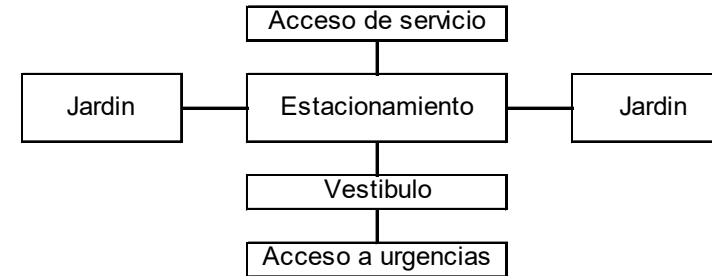 Acceso de servicio
Jardin
Estacionamiento
Jardin
Vestibulo
Acceso a urgencias